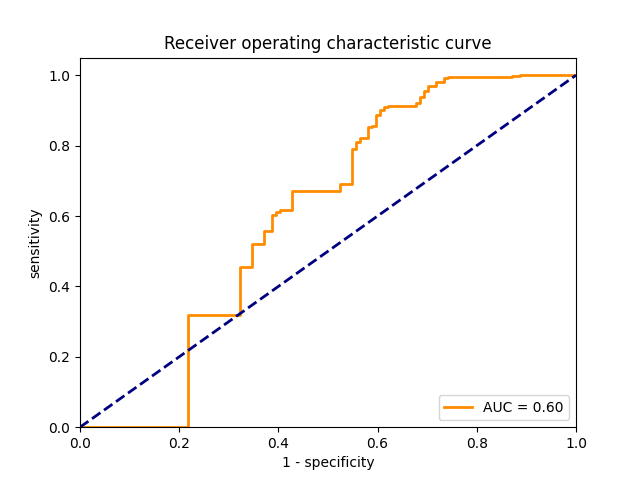 Receiver operating characteristic curve
1.0
0.8
0.6
0.4
0.2
0.0
sensitivity
AUC = 0.60
0.0 0.2 0.4 0.6 0.8 1.0
1 - specificity